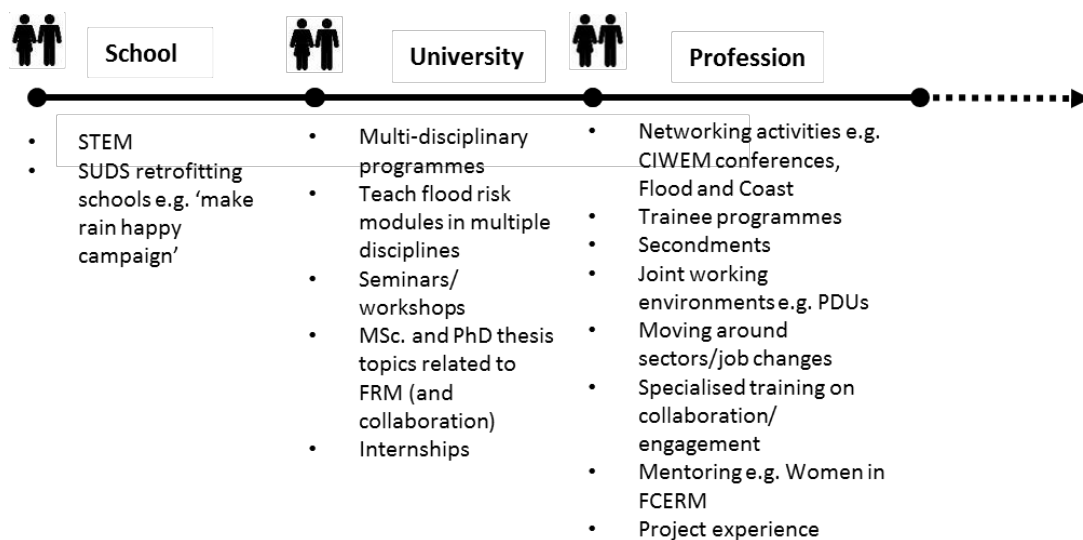 School
University
Profession
• STEM
• SUDS retrofitting
schools e.g. ‘make
rain happy
campaign’
• Multi-disciplinary
programmes
• Teach flood risk
modules in multiple
disciplines
• Seminars/
workshops
• MSc. and PhD thesis
topics related to
FRM (and
collaboration)
• Internships
• Networking activities e.g.
CIWEM conferences,
Flood and Coast
• Trainee programmes
• Secondments
• Joint working
environments e.g. PDUs
• Moving around
sectors/job changes
• Specialised training on
collaboration/
engagement
• Mentoring e.g. Women in
FCERM
• Project experience